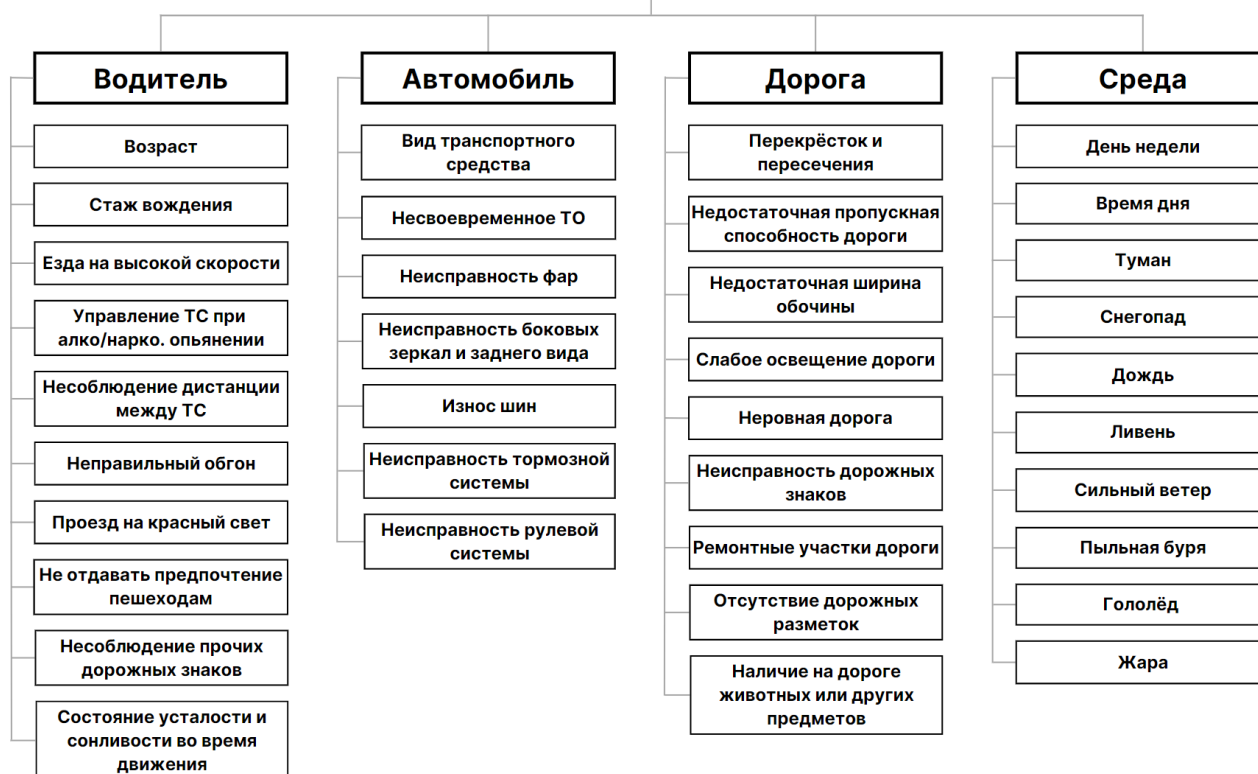 Водитель
Возраст
Стаж вождения
Езда на высокой скорости
Управление ТС при
алко/нарко. опьянении
Несоблюдение дистанции
между ТС
Неправильный обгон
Проезд на красный свет
Не отдавать предпочтение
пешеходам
Несоблюдение прочих
дорожных знаков
Состояние усталости и
сонливости во время
движения
Автомобиль
Вид транспортного
средства
Несвоевременное ТО
Неисправность фар
Неисправность боковых
зеркал и заднего вида
Износ шин
Неисправность тормозной
системы
Неисправность рулевой
системы
Дорога
Перекрёсток и
пересечения
Недостаточная пропускная
способность дороги
Недостаточная ширина
обочины
Слабое освещение дороги
Неровная дорога
Неисправность дорожных
знаков
Ремонтные участки дороги
Отсутствие дорожных
разметок
Наличие на дороге
животных или других
предметов
Среда
День недели
Время дня
Туман
Снегопад
Дождь
Ливень
Сильный ветер
Пыльная буря
Гололёд
Жара